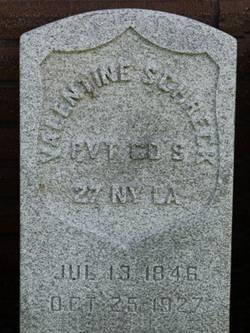 VALENTINE SCHRECK
PVT CO S
27 NY LA
JUL 13 1846
OCT 25 1927